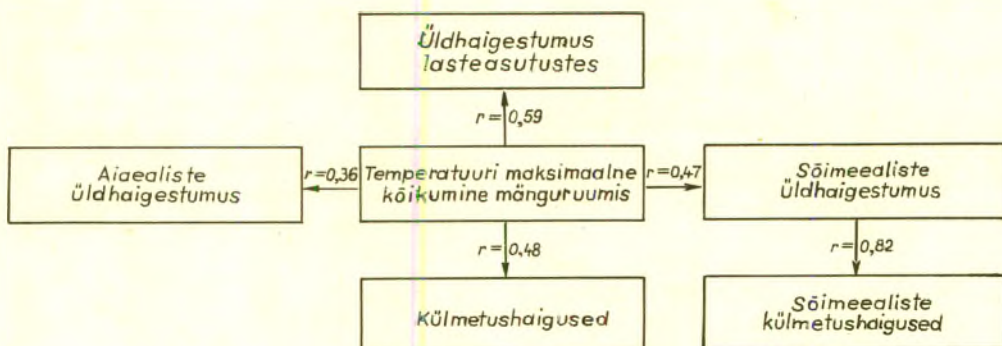 Üldhaigestumus
lasteasutustes
r=0,59
Aiaealiste
üldhaigestumus
r=0,36
Temperatuuri maksimaalne
kõikumine mänguruumis
r=0,47
Sõimeealiste
üldhaigestumus
r=0,48
r=0,82
Külmetushaigused
Sõimeealiste
külmetushaigused